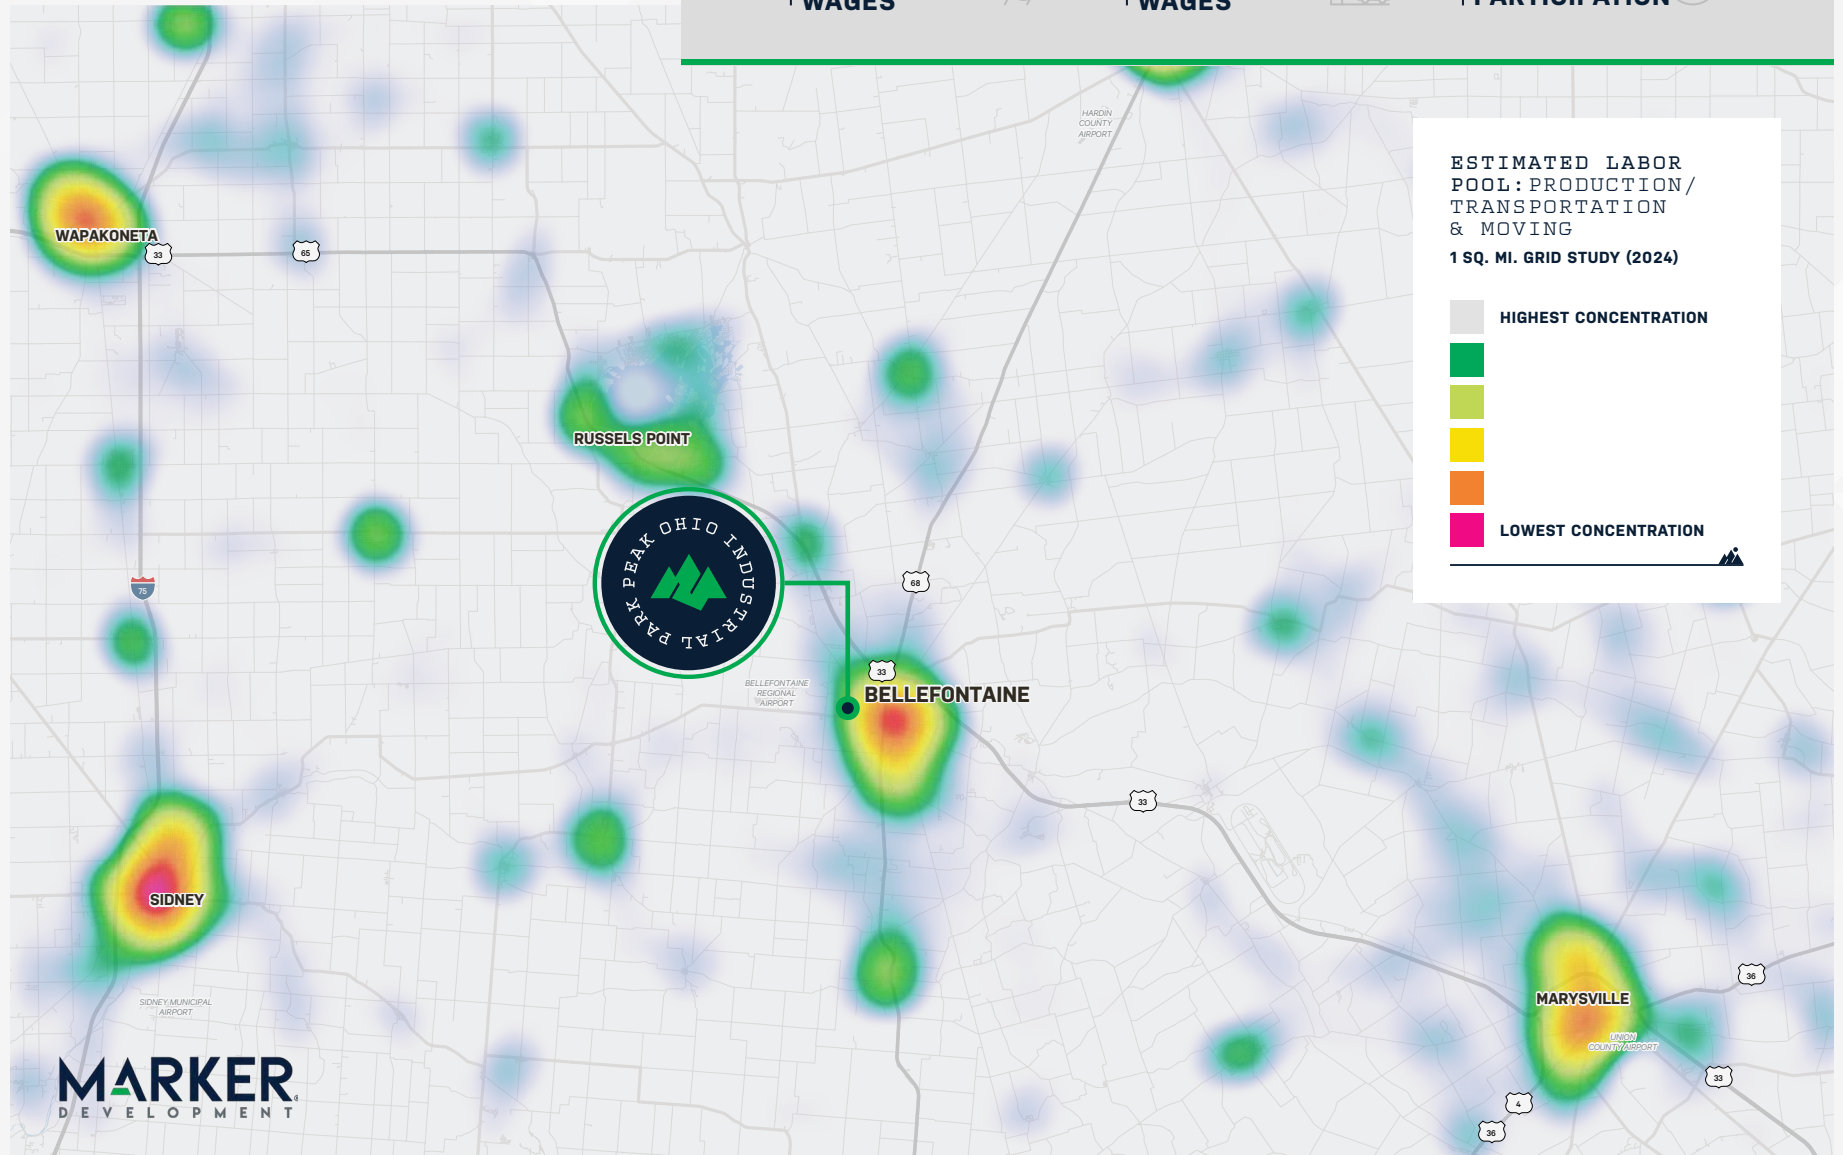 WAGES
WAGES
PARTICIPATION
HARDIN
COUNTY
AIRPORT
ESTIMATED LABOR
POOL: PRODUCTION/
TRANSPORTATION
& MOVING
1 SQ. MI. GRID STUDY (2024)
HIGHEST CONCENTRATION
LOWEST CONCENTRATION
WAPAKONETA
33
65
RUSSELS POINT
PEAK OHIO INDUSTRIAL PARK
75
68
33
BELLEFONTAINE
BELLEFONTAINE
REGIONAL
AIRPORT
33
SIDNEY
SIDNEY MUNICIPAL
AIRPORT
36
MARYSVILLE
UNION
COUNTY AIRPORT
33
4
36
MARKER
DEVELOPMENT